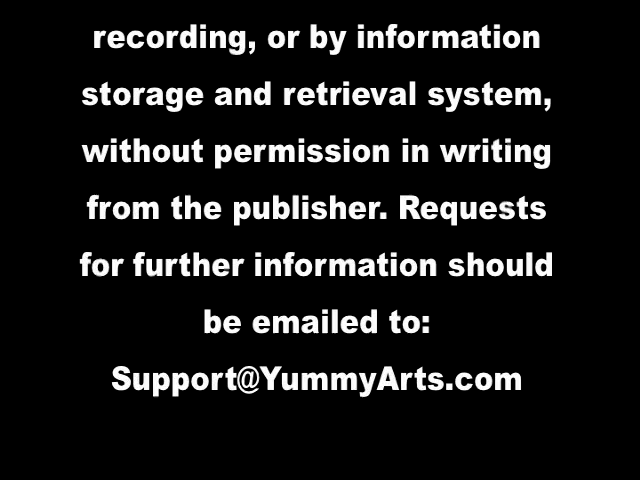 recording, or by information
storage and retrieval system,
without permission in writing
from the publisher. Requests
for further information should
be emailed to:
Support@YummyArts.com